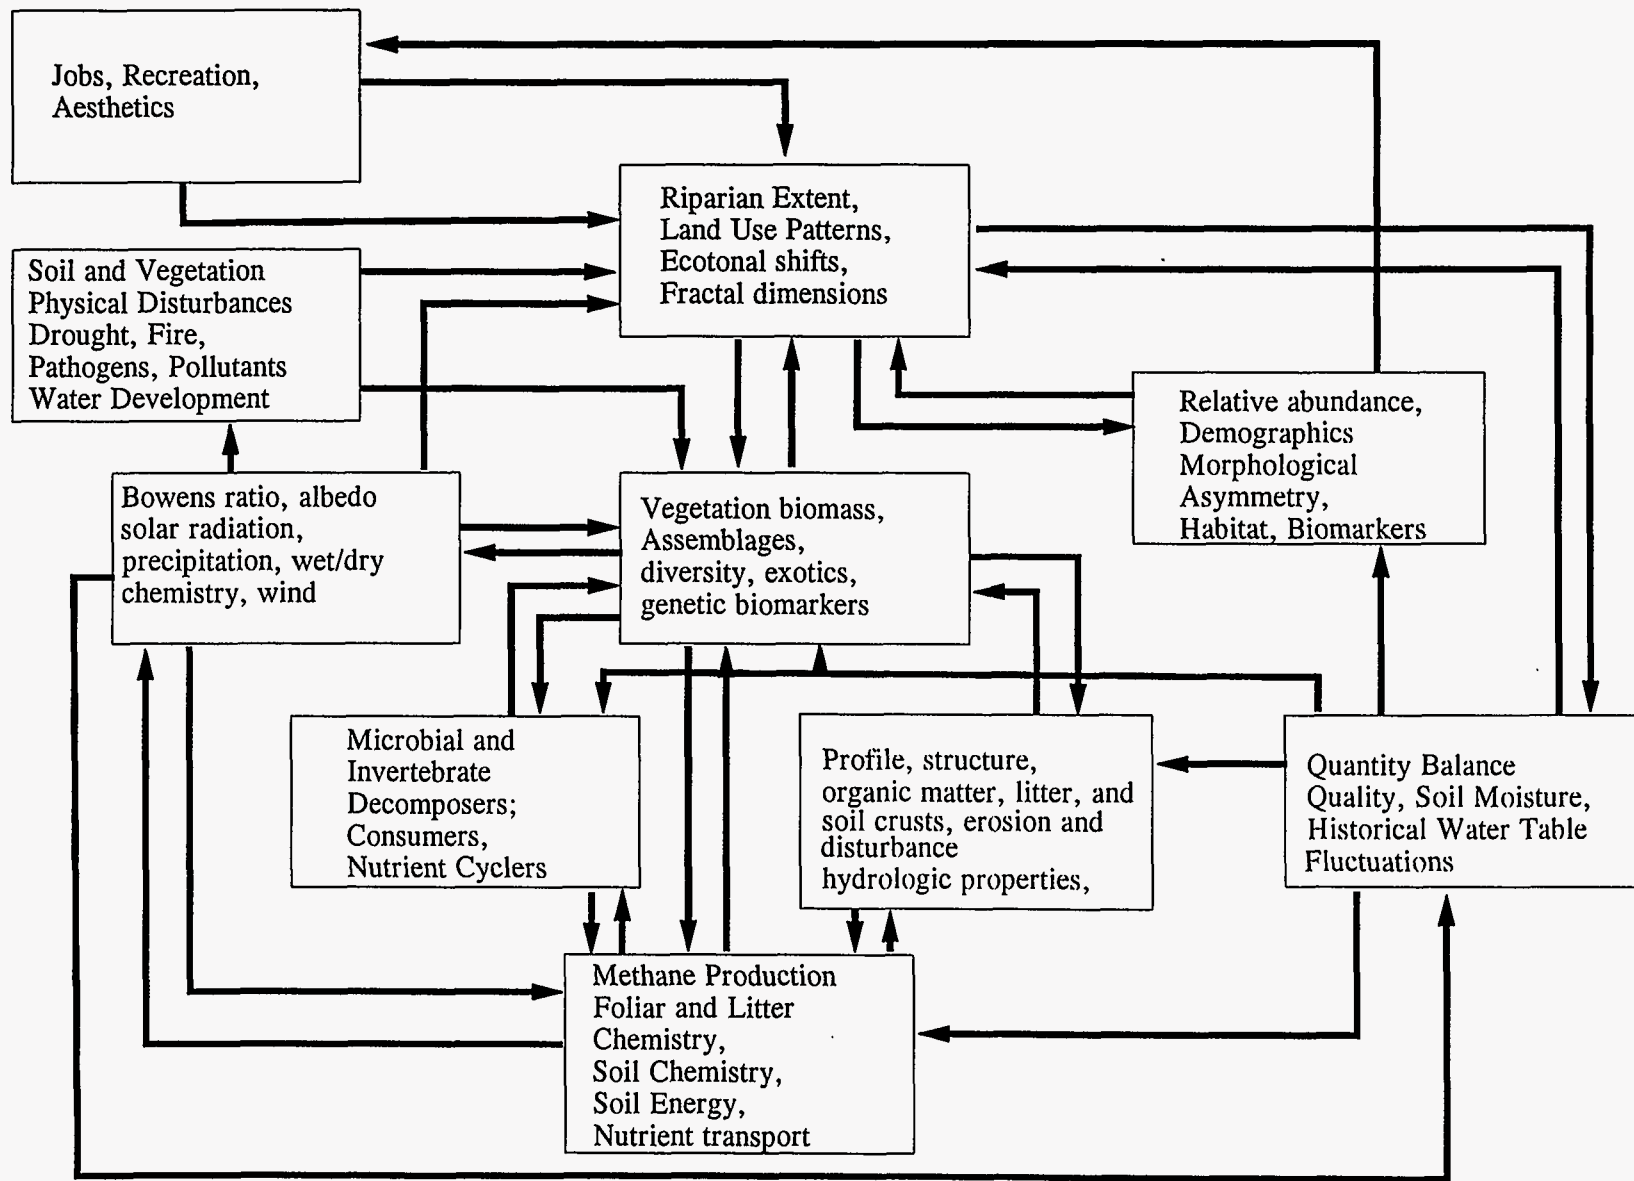 Jobs, Recreation,
Aesthetics
Riparian Extent,
Land Use Patterns,
Ecotonal shifts,
Fractal dimensions
Soil and Vegetation
Physical Disturbances
Drought, Fire,
Pathogens, Pollutants
Water Development
Relative abundance,
Demographics
Morphological
Asymmetry,
Habitat, Biomarkers
Bowens ratio, albedo
solar radiation,
precipitation, wet/dry
chemistry, wind
Vegetation biomass,
Assemblages,
diversity, exotics,
genetic biomarkers
Microbial and
Invertebrate
Decomposers;
Consumers,
Nutrient Cyclers
Profile, structure,
organic matter, litter, and
soil crusts, erosion and
disturbance
hydrologic properties,
Quantity Balance
Quality, Soil Moisture,
Historical Water Table
Fluctuations
Methane Production
Foliar and Litter
Chemistry,
Soil Chemistry,
Soil Energy,
Nutrient transport